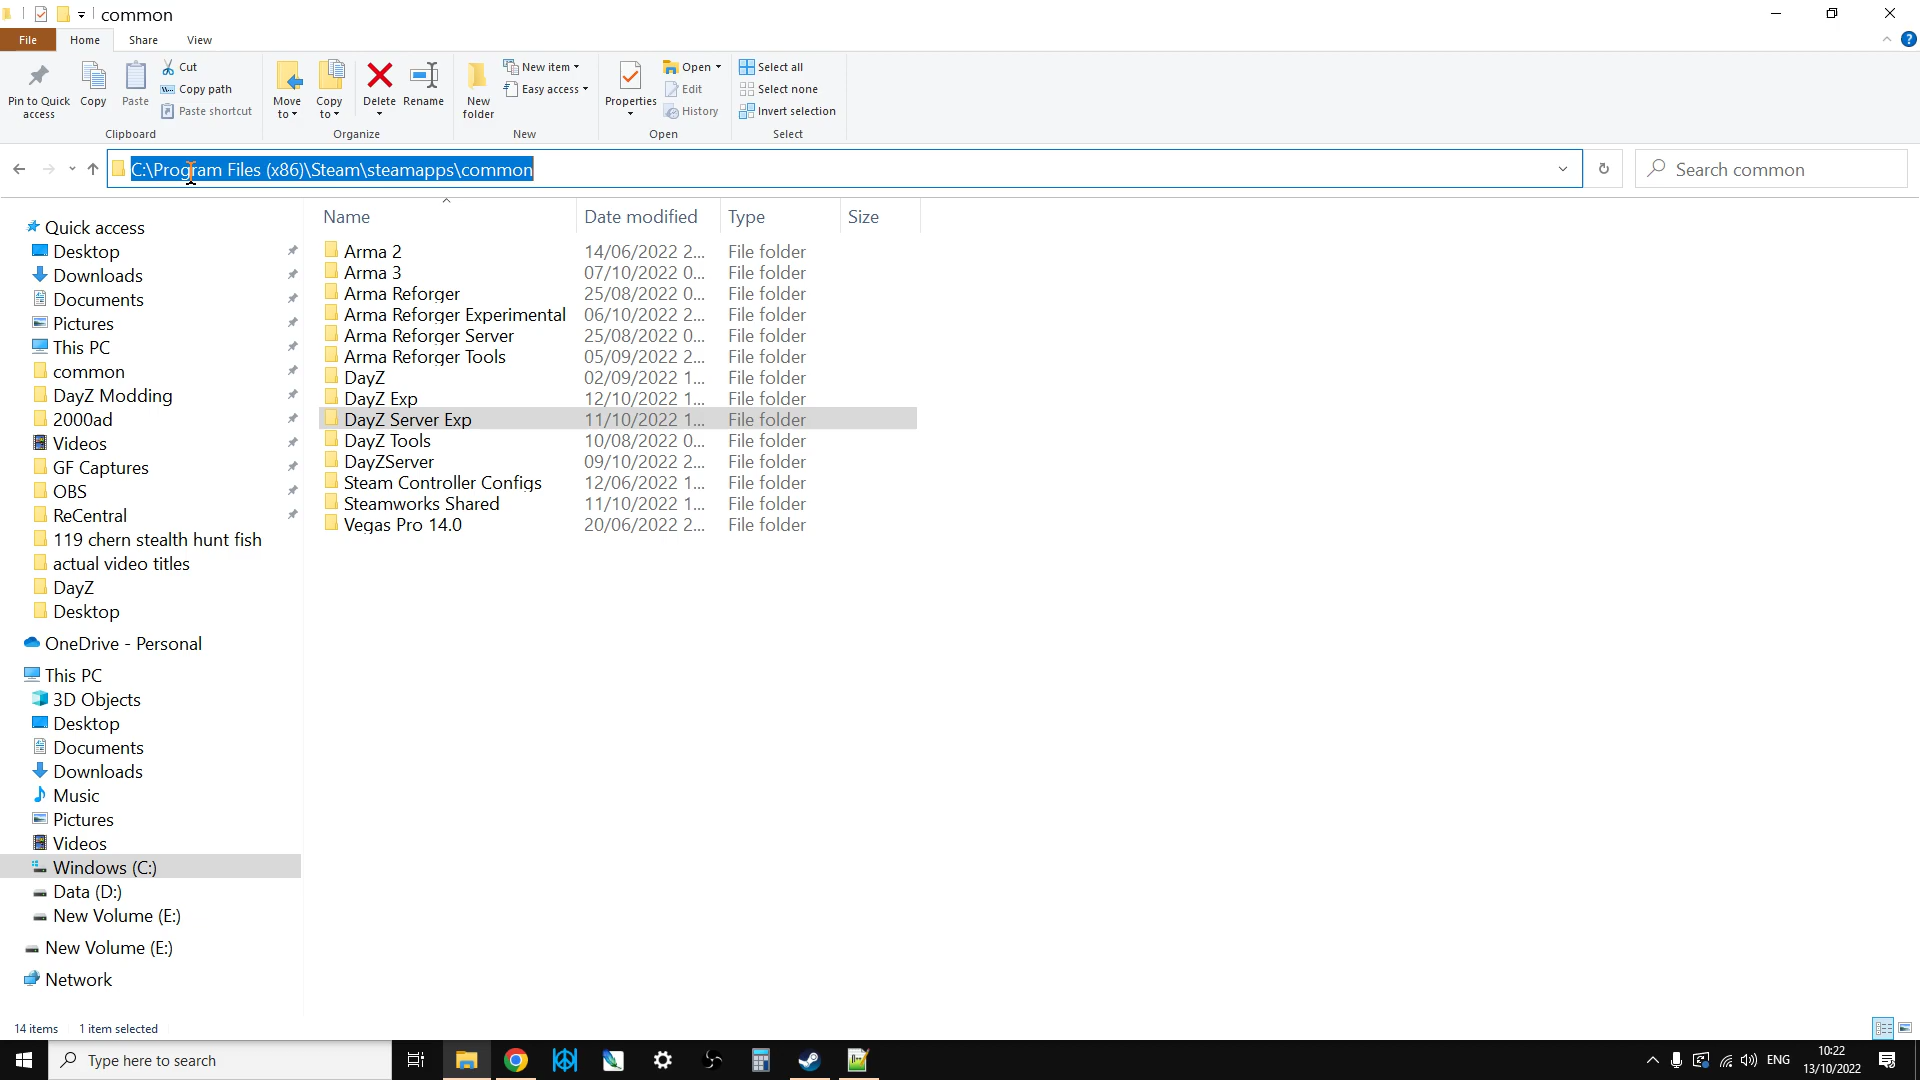 common
File Home Share View
Pin to Quick access
Copy
Paste
Cut
Copy path
Paste shortcut
Clipboard
Move to
Copy to
Delete
Rename
Organize
New folder
New item
Easy access
New
Properties
Open
Edit
History
Open
Select all
Select none
Invert selection
Select
C:\Program Files (x86)\Steam\steamapps\common
Search common
Quick access
Desktop
Downloads
Documents
Pictures
This PC
common
DayZ Modding
2000ad
Videos
GF Captures
OBS
ReCentral
119 chern stealth hunt fish
actual video titles
DayZ
Desktop
OneDrive - Personal
This PC
3D Objects
Desktop
Documents
Downloads
Music
Pictures
Videos
Windows (C:)
Data (D:)
New Volume (E:)
New Volume (E:)
Network
Name Date modified Type Size
Arma 2 14/06/2022 2... File folder
Arma 3 07/10/2022 0... File folder
Arma Reforger 25/08/2022 0... File folder
Arma Reforger Experimental 06/10/2022 2... File folder
Arma Reforger Server 25/08/2022 0... File folder
Arma Reforger Tools 05/09/2022 2... File folder
DayZ 02/09/2022 1... File folder
DayZ Exp 12/10/2022 1... File folder
DayZ Server Exp 11/10/2022 1... File folder
DayZ Tools 10/08/2022 0... File folder
DayZServer 09/10/2022 2... File folder
Steam Controller Configs 12/06/2022 1... File folder
Steamworks Shared 11/10/2022 1... File folder
Vegas Pro 14.0 20/06/2022 2... File folder
14 items 1 item selected
Type here to search
ENG
10:22
13/10/2022